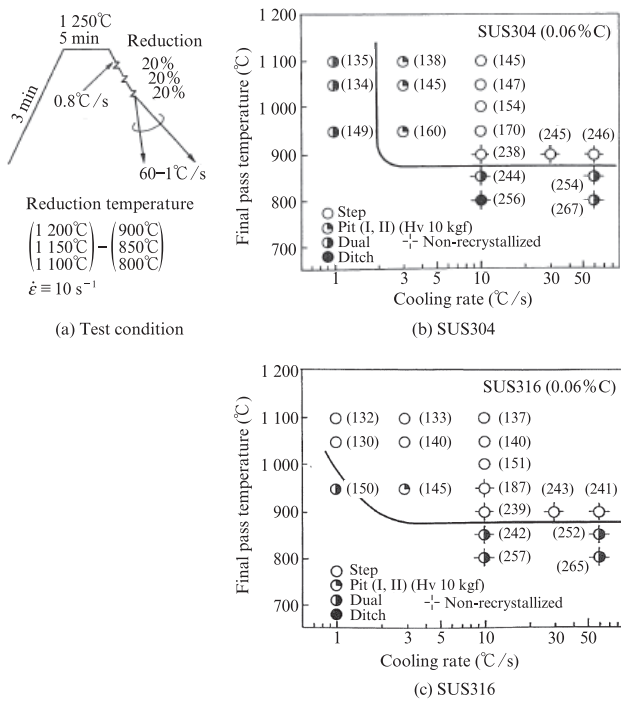 1 250℃
5 min
Reduction
20%
20%
20%
0.8℃/s
3 min
60−1℃/s
Reduction temperature
1 200℃ 900℃
1 150℃ − 850℃
1 100℃ 800℃
ε̇ ≡ 10 s⁻¹
(a) Test condition
SUS304 (0.06%C)
Final pass temperature (℃)
1 200
1 100
1 000
900
800
700
(135) (138) (145)
(134) (145) (147)
(154)
(149) (160) (170)
(238) (245) (246)
(244) (254)
(256) (267)
Step
Pit (I, II) (Hv 10 kgf)
Dual Non-recrystallized
Ditch
1 3 5 10 30 50
Cooling rate (℃/s)
(b) SUS304
SUS316 (0.06%C)
Final pass temperature (℃)
1 200
1 100
1 000
900
800
700
(132) (133) (137)
(130) (140) (140)
(151)
(150) (145) (187)
(239) (243) (241)
(242) (252)
(257) (265)
Step
Pit (I, II) (Hv 10 kgf)
Dual Non-recrystallized
Ditch
1 3 5 10 30 50
Cooling rate (℃/s)
(c) SUS316